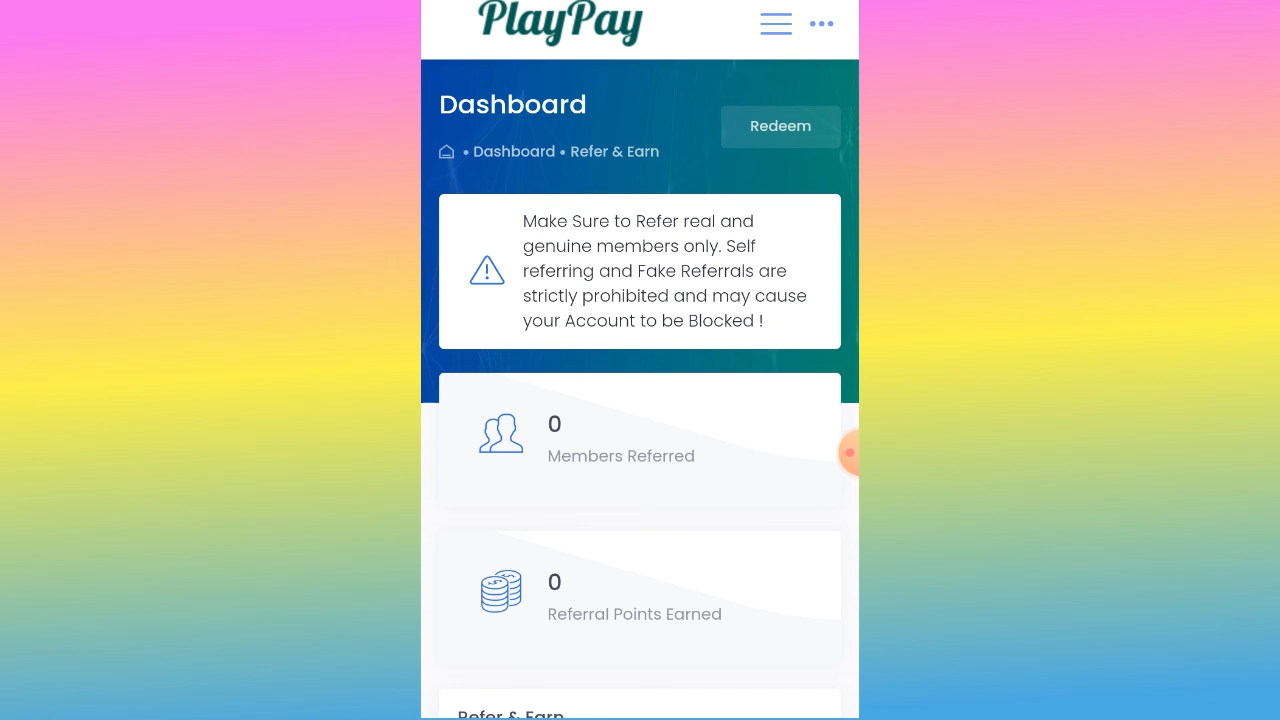 PlayPay
Dashboard
Redeem
• Dashboard • Refer & Earn
Make Sure to Refer real and
genuine members only. Self
referring and Fake Referrals are
strictly prohibited and may cause
your Account to be Blocked !
0
Members Referred
0
Referral Points Earned
Refer & Earn